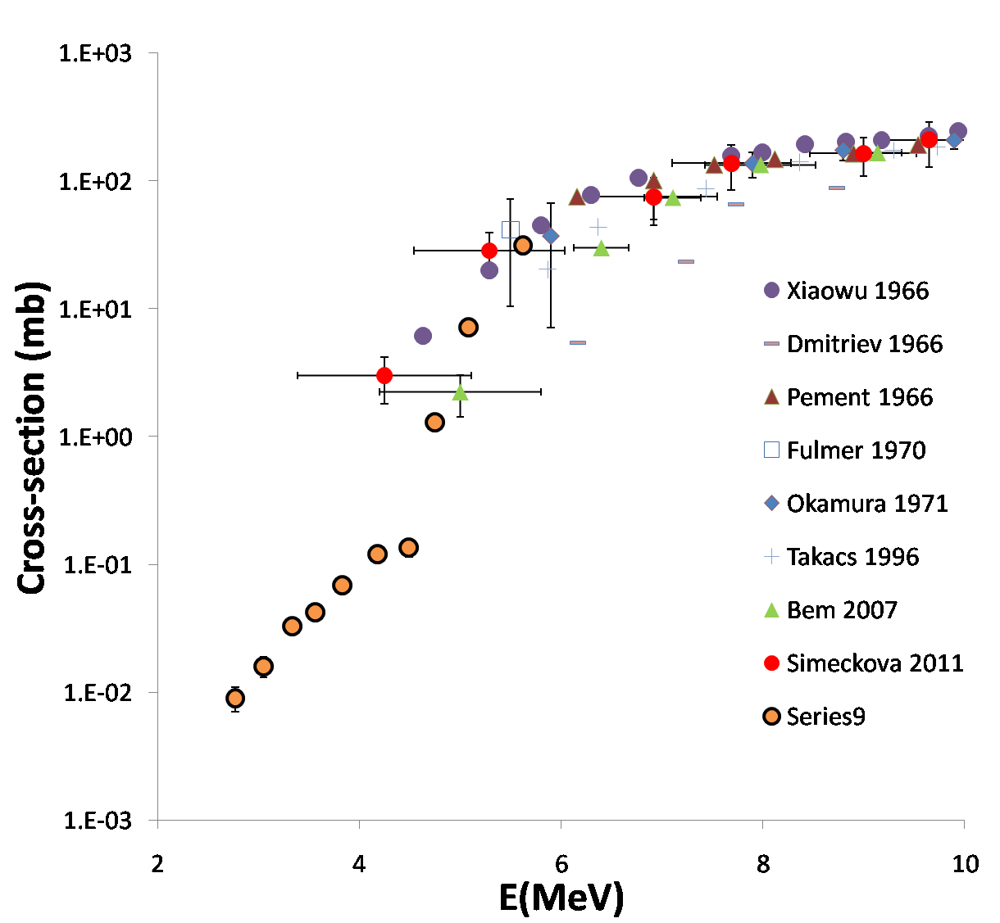 1.E+03
1.E+02
1.E+01
1.E+00
1.E-01
1.E-02
1.E-03
Cross-section (mb)
2 4 6 8 10
E(MeV)
Xiaowu 1966
Dmitriev 1966
Pement 1966
Fulmer 1970
Okamura 1971
Takacs 1996
Bem 2007
Simeckova 2011
Series9